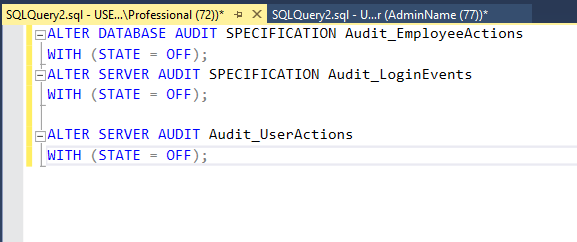 SQLQuery2.sql - USE...\Professional (72))*
SQLQuery2.sql - U...r (AdminName (77))*
ALTER DATABASE AUDIT SPECIFICATION Audit_EmployeeActions
WITH (STATE = OFF);
ALTER SERVER AUDIT SPECIFICATION Audit_LoginEvents
WITH (STATE = OFF);
ALTER SERVER AUDIT Audit_UserActions
WITH (STATE = OFF);